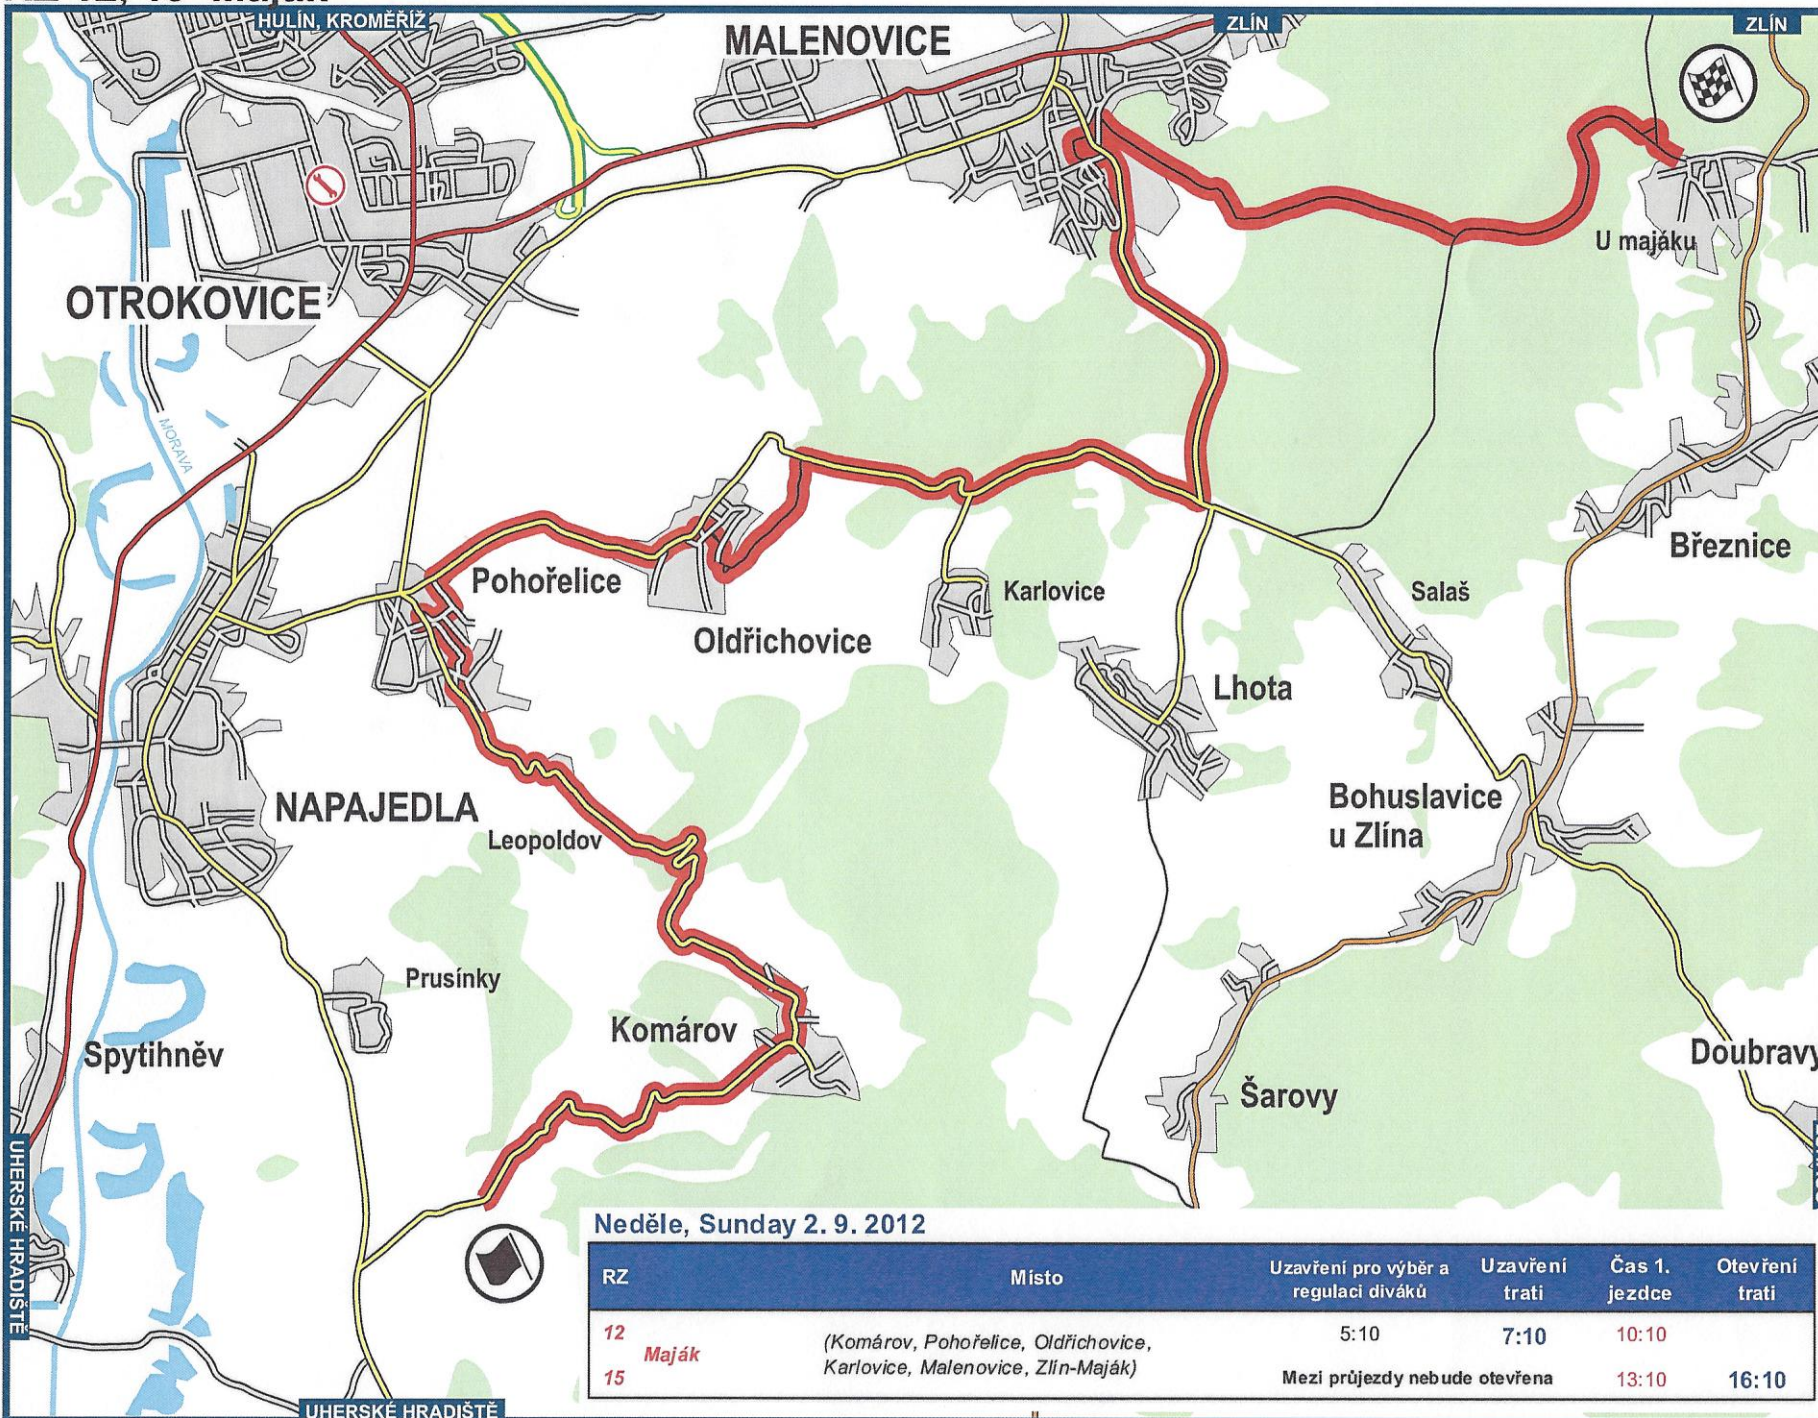 HULÍN, KROMĚŘÍŽ
ZLÍN
ZLÍN
MALENOVICE
U majáku
OTROKOVICE
MORAVA
Březnice
Pohořelice
Karlovice
Salaš
Oldřichovice
Lhota
NAPAJEDLA
Bohuslavice
u Zlína
Leopoldov
Prusínky
Komárov
Spytihněv
Doubravy
Šarovy
UHERSKÉ HRADIŠTĚ
Neděle, Sunday 2. 9. 2012
RZ Místo Uzavření pro výběr a regulaci diváků Uzavření trati Čas 1. jezdce Otevření trati
12 Maják (Komárov, Pohořelice, Oldřichovice, 5:10 7:10 10:10
15 Karlovice, Malenovice, Zlín-Maják) Mezi průjezdy nebude otevřena 13:10 16:10
UHERSKÉ HRADIŠTĚ